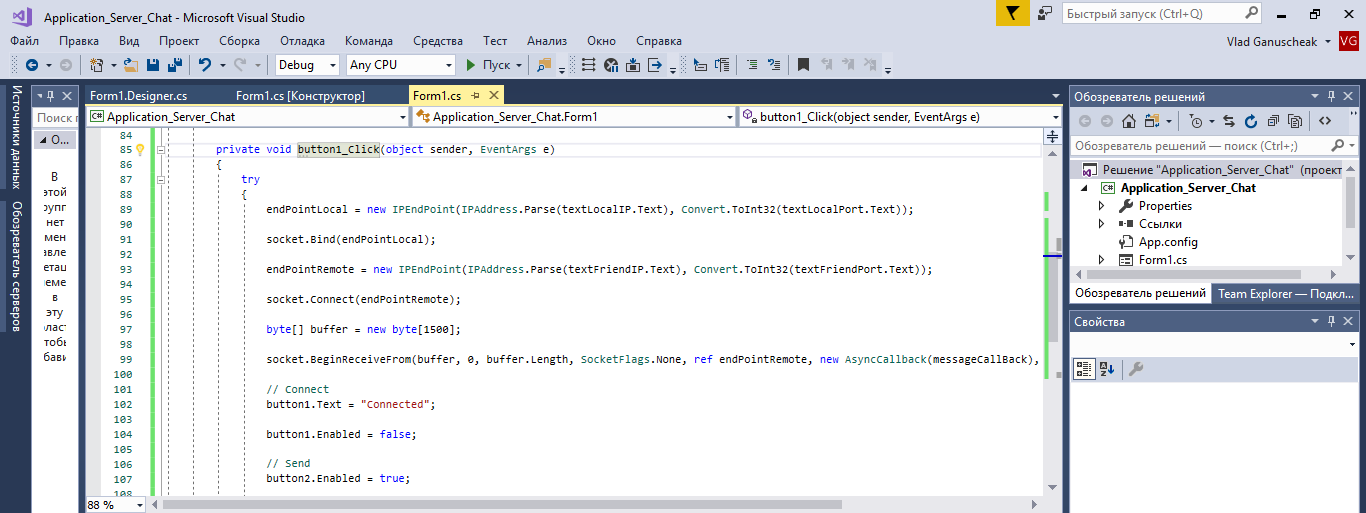 Application_Server_Chat - Microsoft Visual Studio
Быстрый запуск (Ctrl+Q)
Файл Правка Вид Проект Сборка Отладка Команда Средства Тест Анализ Окно Справка
Vlad Ganuscheak VG
Debug Any CPU Пуск
Источники данных
Обозреватель серверов
Поиск
О...
В
этой
нет
в
эту
Form1.Designer.cs Form1.cs [Конструктор] Form1.cs
C# Application_Server_Chat Application_Server_Chat.Form1 button1_Click(object sender, EventArgs e)
84
85 private void button1_Click(object sender, EventArgs e)
86 {
87 try
88 {
89 endPointLocal = new IPEndPoint(IPAddress.Parse(textLocalIP.Text), Convert.ToInt32(textLocalPort.Text));
90
91 socket.Bind(endPointLocal);
92
93 endPointRemote = new IPEndPoint(IPAddress.Parse(textFriendIP.Text), Convert.ToInt32(textFriendPort.Text));
94
95 socket.Connect(endPointRemote);
96
97 byte[] buffer = new byte[1500];
98
99 socket.BeginReceiveFrom(buffer, 0, buffer.Length, SocketFlags.None, ref endPointRemote, new AsyncCallback(messageCallBack),
100
101 // Connect
102 button1.Text = "Connected";
103
104 button1.Enabled = false;
105
106 // Send
107 button2.Enabled = true;
108
88 %
Обозреватель решений
Обозреватель решений — поиск (Ctrl+;)
Решение "Application_Server_Chat" (проект
C# Application_Server_Chat
Properties
Ссылки
App.config
Form1.cs
Обозреватель решений Team Explorer — Подкл...
Свойства